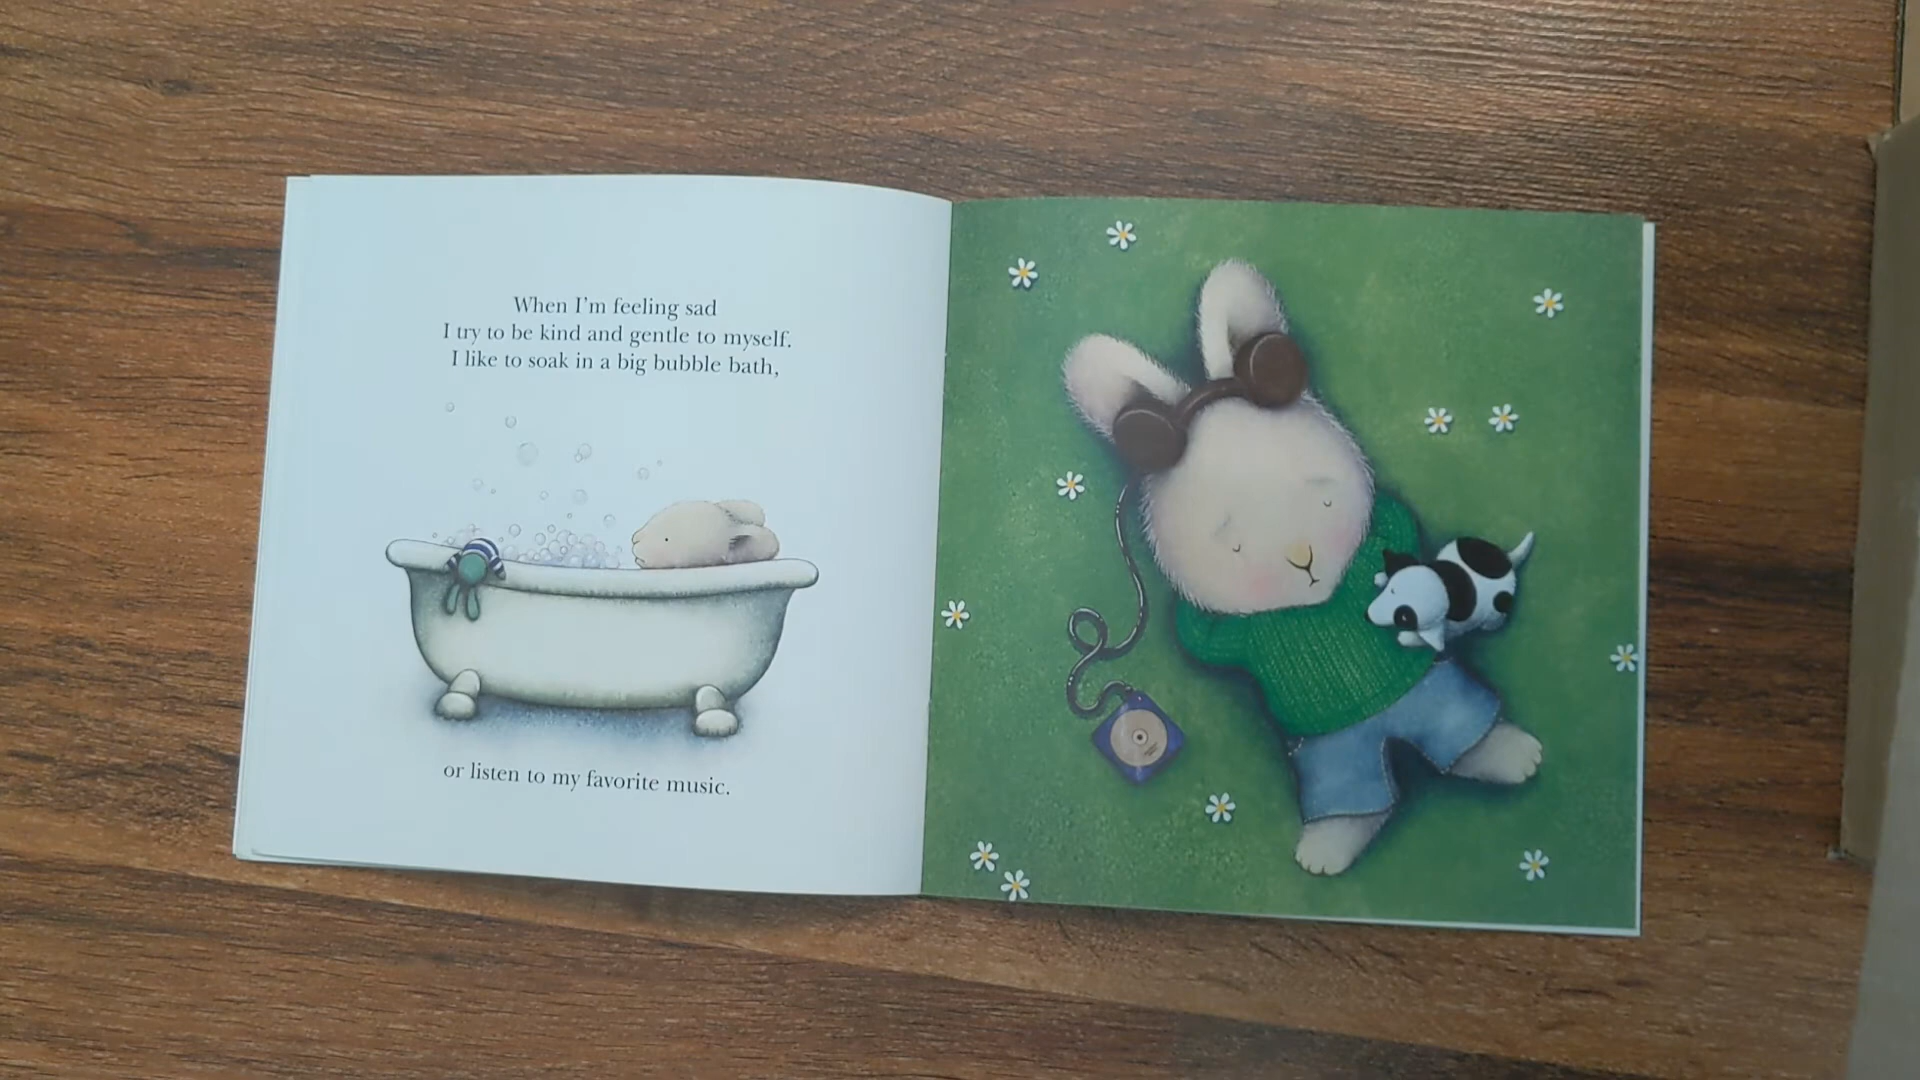 When I'm feeling sad
I try to be kind and gentle to myself.
I like to soak in a big bubble bath,
or listen to my favorite music.